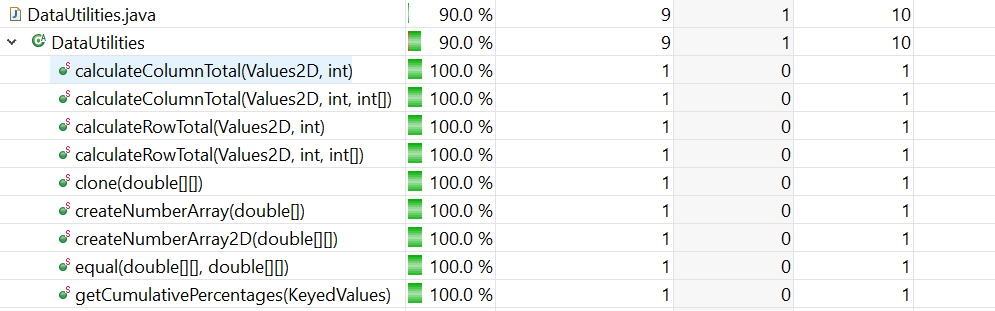 DataUtilities.java 90.0 % 9 1 10
DataUtilities 90.0 % 9 1 10
calculateColumnTotal(Values2D, int) 100.0 % 1 0 1
calculateColumnTotal(Values2D, int, int[]) 100.0 % 1 0 1
calculateRowTotal(Values2D, int) 100.0 % 1 0 1
calculateRowTotal(Values2D, int, int[]) 100.0 % 1 0 1
clone(double[][]) 100.0 % 1 0 1
createNumberArray(double[]) 100.0 % 1 0 1
createNumberArray2D(double[][]) 100.0 % 1 0 1
equal(double[][], double[][]) 100.0 % 1 0 1
getCumulativePercentages(KeyedValues) 100.0 % 1 0 1